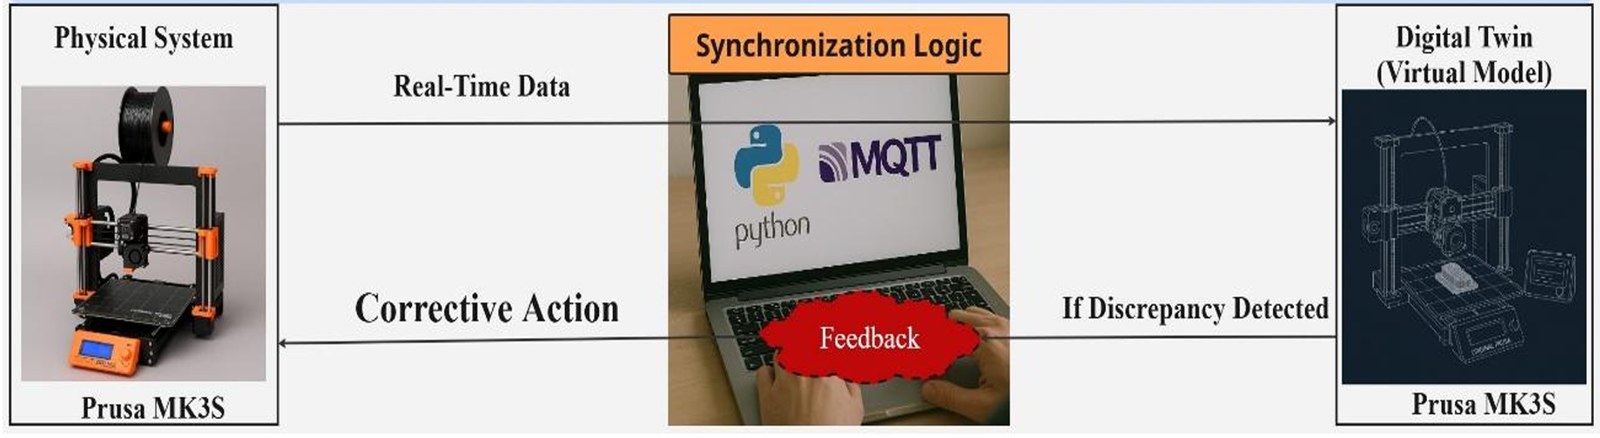 Physical System
Real-Time Data
Synchronization Logic
Digital Twin
(Virtual Model)
python
MQTT
Corrective Action
Feedback
If Discrepancy Detected
Prusa MK3S
Prusa MK3S